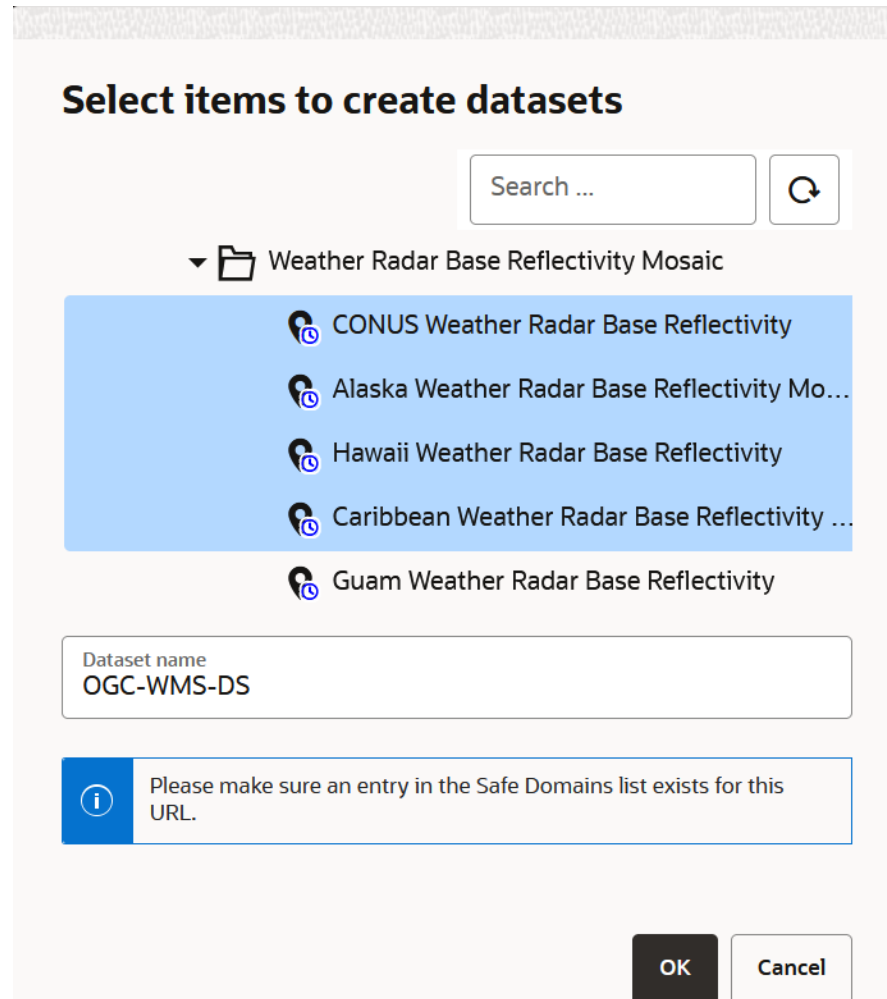 Select items to create datasets
Search ...
Weather Radar Base Reflectivity Mosaic
CONUS Weather Radar Base Reflectivity
Alaska Weather Radar Base Reflectivity Mo...
Hawaii Weather Radar Base Reflectivity
Caribbean Weather Radar Base Reflectivity ...
Guam Weather Radar Base Reflectivity
Dataset name
OGC-WMS-DS
Please make sure an entry in the Safe Domains list exists for this
URL.
OK Cancel